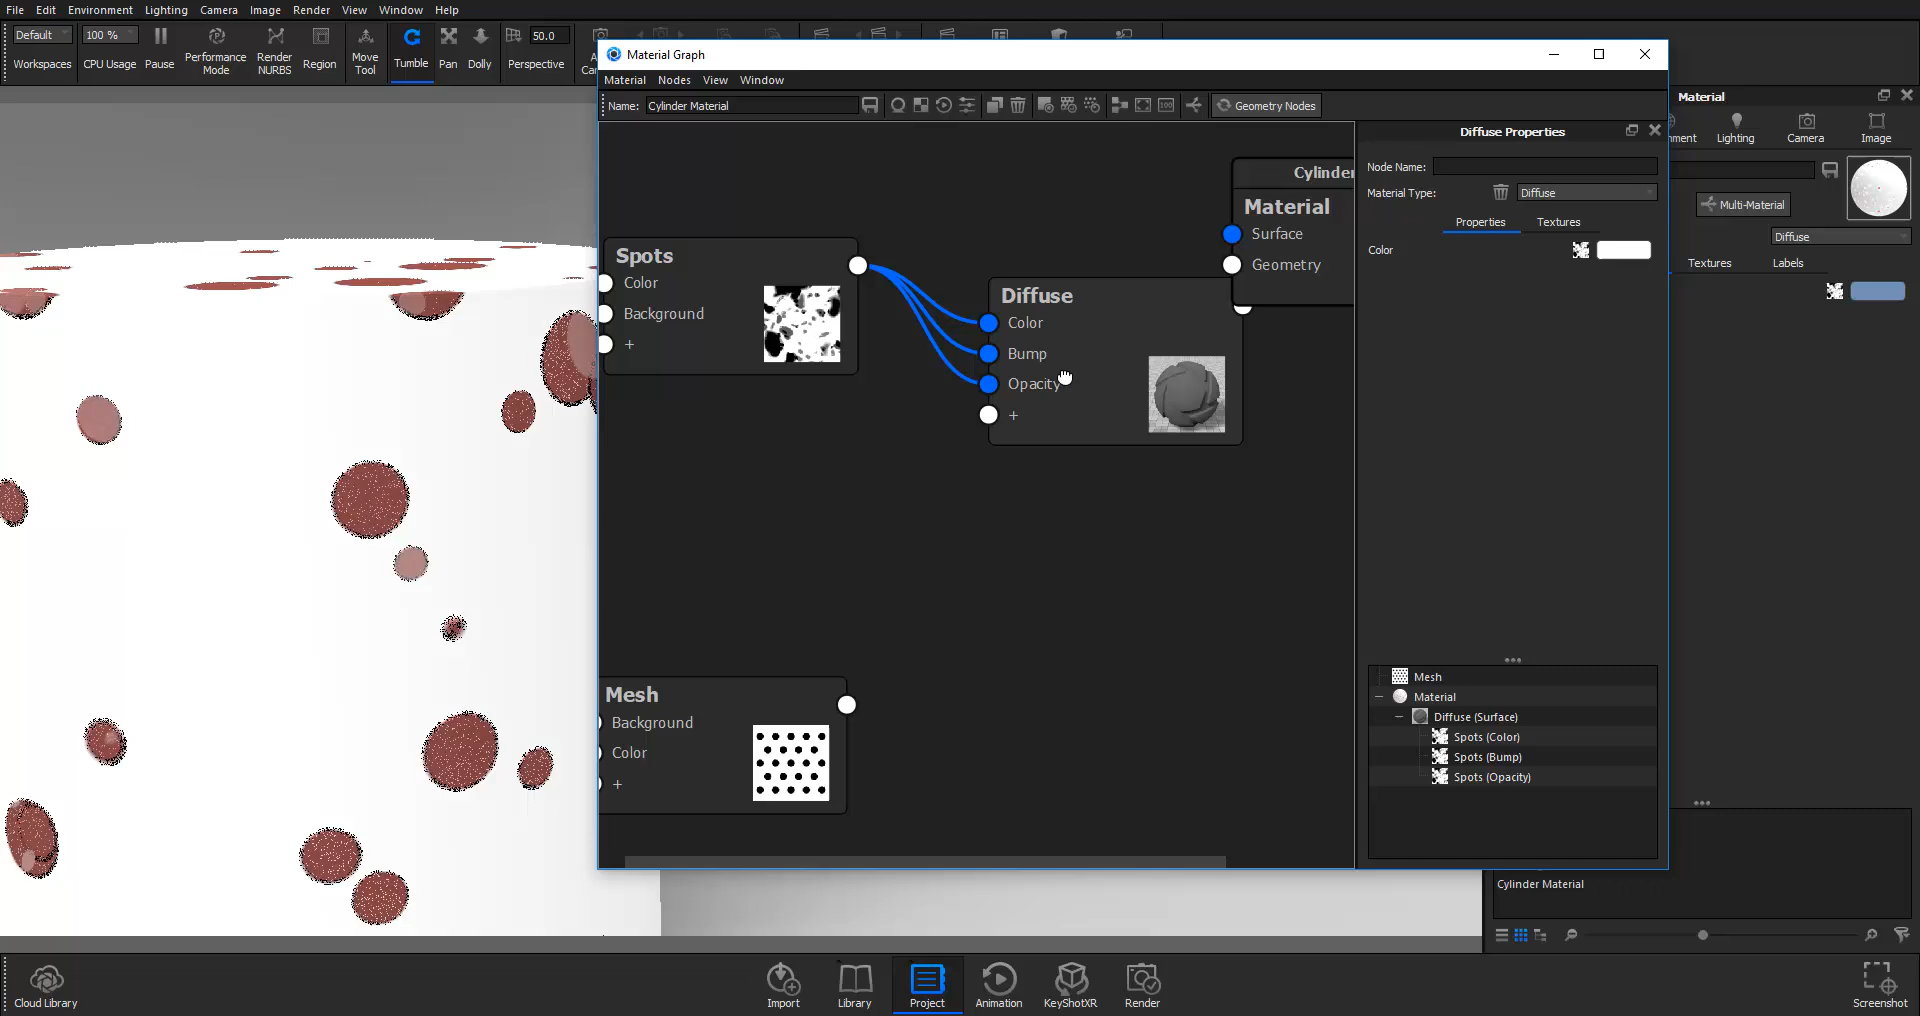 File Edit Environment Lighting Camera Image Render View Window Help
Default 100 % 50.0
Workspaces CPU Usage Pause Performance Mode Render NURBS Region Move Tool Tumble Pan Dolly Perspective
Material Graph
Material Nodes View Window
Name: Cylinder Material Geometry Nodes
Diffuse Properties
Node Name:
Material Type: Diffuse
Properties Textures
Color
Spots
Color
Background
+
Diffuse
Color
Bump
Opacity
+
Cylinder
Material
Surface
Geometry
Mesh
Background
Color
+
Mesh
Material
Diffuse (Surface)
Spots (Color)
Spots (Bump)
Spots (Opacity)
Material
Lighting Camera Image
Multi-Material
Diffuse
Textures Labels
Cylinder Material
Cloud Library Import Library Project Animation KeyShotXR Render Screenshot